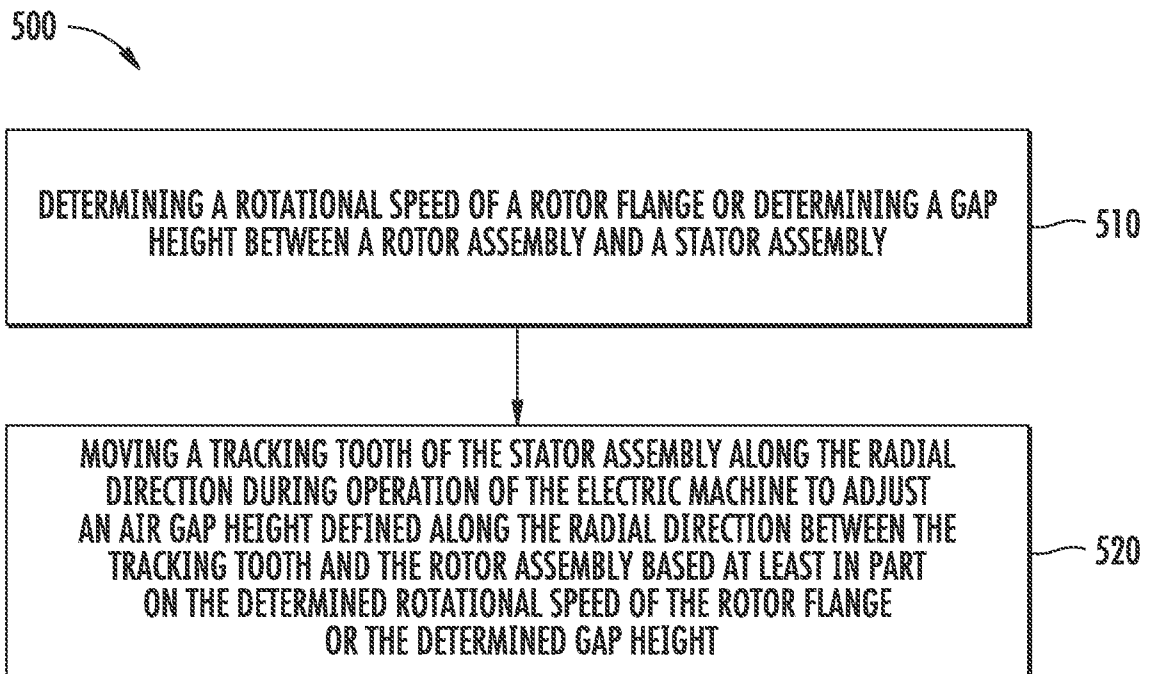 500
DETERMINING A ROTATIONAL SPEED OF A ROTOR FLANGE OR DETERMINING A GAP
HEIGHT BETWEEN A ROTOR ASSEMBLY AND A STATOR ASSEMBLY
510
MOVING A TRACKING TOOTH OF THE STATOR ASSEMBLY ALONG THE RADIAL
DIRECTION DURING OPERATION OF THE ELECTRIC MACHINE TO ADJUST
AN AIR GAP HEIGHT DEFINED ALONG THE RADIAL DIRECTION BETWEEN THE
TRACKING TOOTH AND THE ROTOR ASSEMBLY BASED AT LEAST IN PART
ON THE DETERMINED ROTATIONAL SPEED OF THE ROTOR FLANGE
OR THE DETERMINED GAP HEIGHT
520